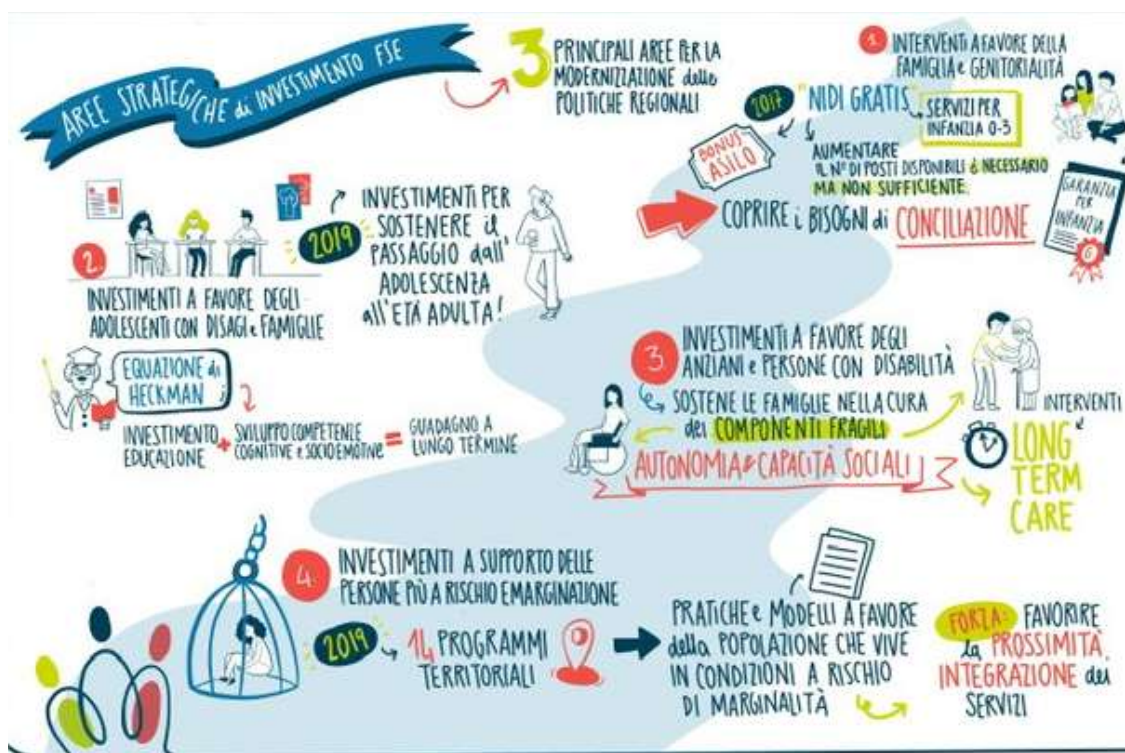 AREE STRATEGICHE di INVESTIMENTO FSE
3 PRINCIPALI AREE PER LA
MODERNIZZAZIONE delle
POLITICHE REGIONALI
1. INTERVENTI A FAVORE DELLA
FAMIGLIA e GENITORIALITÀ
2017 "NIDI GRATIS"
SERVIZI PER
INFANZIA 0-3
BONUS
ASILO
AUMENTARE
IL N° DI POSTI DISPONIBILI è NECESSARIO
MA NON SUFFICIENTE.
COPRIRE i BISOGNI di CONCILIAZIONE
GARANZIA
PER
INFANZIA
2.
INVESTIMENTI A FAVORE DEGLI
ADOLESCENTI CON DISAGI e FAMIGLIE
2019
INVESTIMENTI PER
SOSTENERE il
PASSAGGIO dall'
ADOLESCENZA
all'ETÁ ADULTA!
EQUAZIONE di
HECKMAN
INVESTIMENTO
EDUCAZIONE
+
SVILUPPO COMPETENZE
COGNITIVE e SOCIO EMOTIVE
=
GUADAGNO A
LUNGO TERMINE
3. INVESTIMENTI A FAVORE DEGLI
ANZIANI e PERSONE CON DISABILITÀ
SOSTENE LE FAMIGLIE NELLA CURA
dei COMPONENTI FRAGILI
AUTONOMIA & CAPACITÀ SOCIALI
INTERVENTI
LONG
TERM
CARE
4. INVESTIMENTI A SUPPORTO DELLE
PERSONE PIÙ A RISCHIO EMARGINAZIONE
2019
14 PROGRAMMI
TERRITORIALI
PRATICHE e MODELLI A FAVORE
della POPOLAZIONE CHE VIVE
IN CONDIZIONI A RISCHIO
DI MARGINALITÀ
FORZA: FAVORIRE
la PROSSIMITÀ,
INTEGRAZIONE dei
SERVIZI